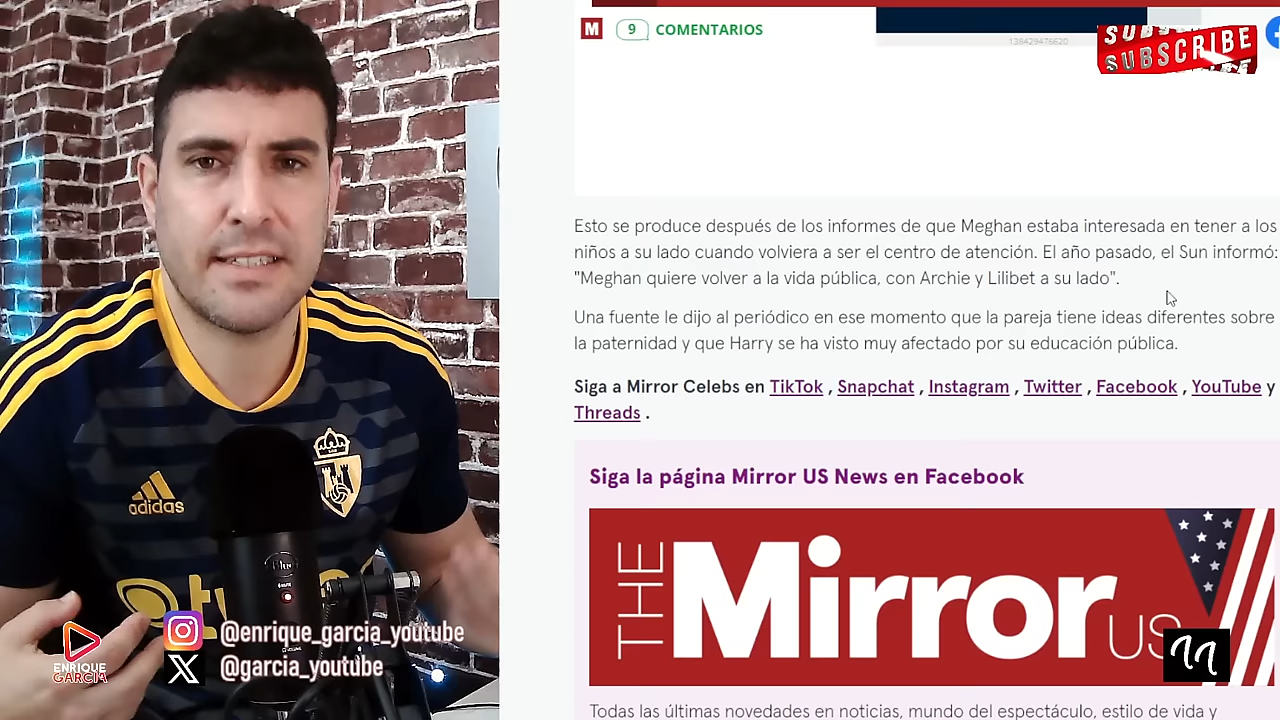 9 COMENTARIOS
138429476620
SUBSCRIBE
Esto se produce después de los informes de que Meghan estaba interesada en tener a los
niños a su lado cuando volviera a ser el centro de atención. El año pasado, el Sun informó:
"Meghan quiere volver a la vida pública, con Archie y Lilibet a su lado".
Una fuente le dijo al periódico en ese momento que la pareja tiene ideas diferentes sobre
la paternidad y que Harry se ha visto muy afectado por su educación pública.
Siga a Mirror Celebs en TikTok , Snapchat , Instagram , Twitter , Facebook , YouTube y
Threads .
Siga la página Mirror US News en Facebook
THE Mirror US
Todas las últimas novedades en noticias, mundo del espectáculo, estilo de vida y
adidas
Blue
ENRIQUE
GARCIA
@enrique_garcia_youtube
@garcia_youtube